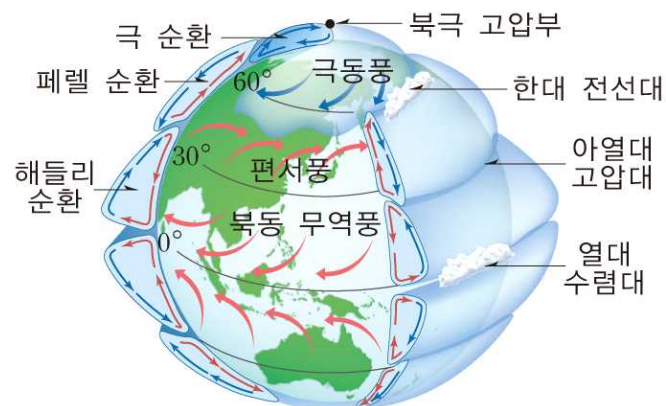 극 순환
북극 고압부
페렐 순환
60°
극동풍
한대 전선대
30°
편서풍
아열대
고압대
해들리
순환
0°
북동 무역풍
열대
수렴대